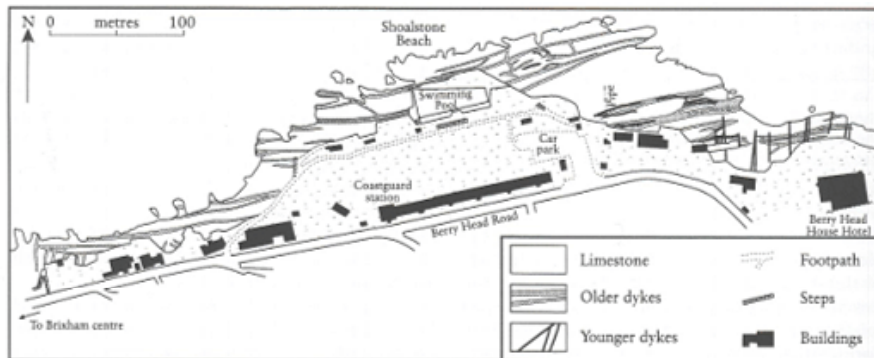 N
0 metres 100
Shoalstone
Beach
Swimming
Pool
Car
park
Coastguard
station
Berry Head Road
Berry Head
House Hotel
To Brixham centre
Limestone
Footpath
Older dykes
Steps
Younger dykes
Buildings